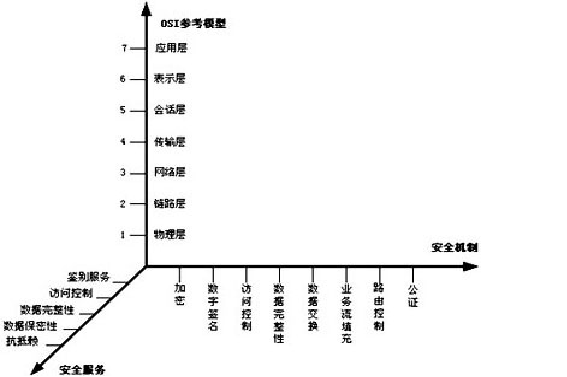 OSI参考模型
7 应用层
6 表示层
5 会话层
4 传输层
3 网络层
2 链路层
1 物理层
安全机制
鉴别服务
访问控制
数据完整性
数据保密性
抗抵赖
安全服务
加密
数字签名
访问控制
数据完整性
数据交换
业务流填充
路由控制
公证